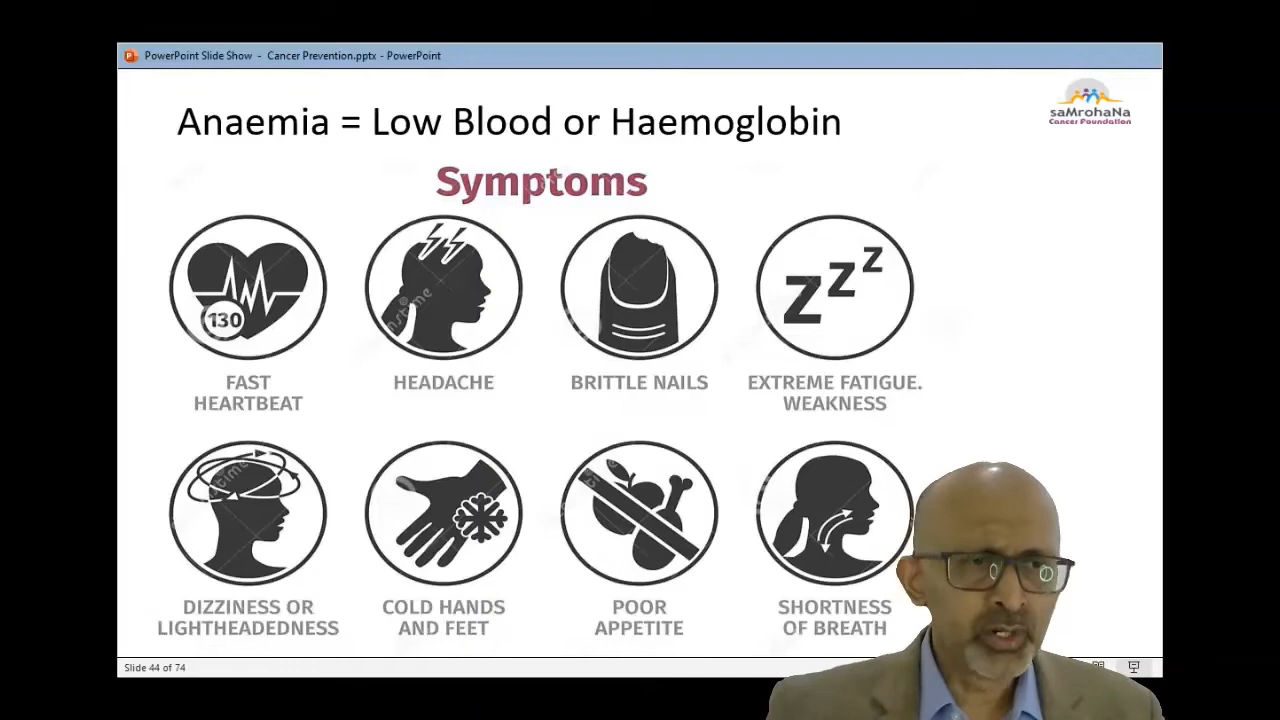 PowerPoint Slide Show - Cancer Prevention.pptx - PowerPoint
saMrohaNa
Cancer Foundation
Anaemia = Low Blood or Haemoglobin
Symptoms
130
z z z
FAST
HEARTBEAT
HEADACHE
BRITTLE NAILS
EXTREME FATIGUE.
WEAKNESS
DIZZINESS OR
LIGHTHEADEDNESS
COLD HANDS
AND FEET
POOR
APPETITE
SHORTNESS
OF BREATH
Slide 44 of 74